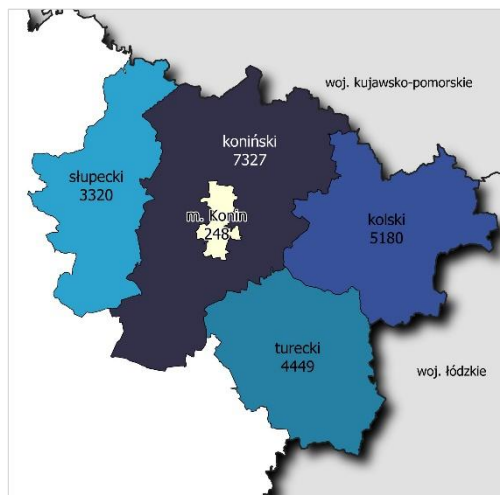 woj. kujawsko-pomorskie
koniński
7327
słupecki
3320
m. Konin
248
kolski
5180
turecki
4449
woj. łódzkie